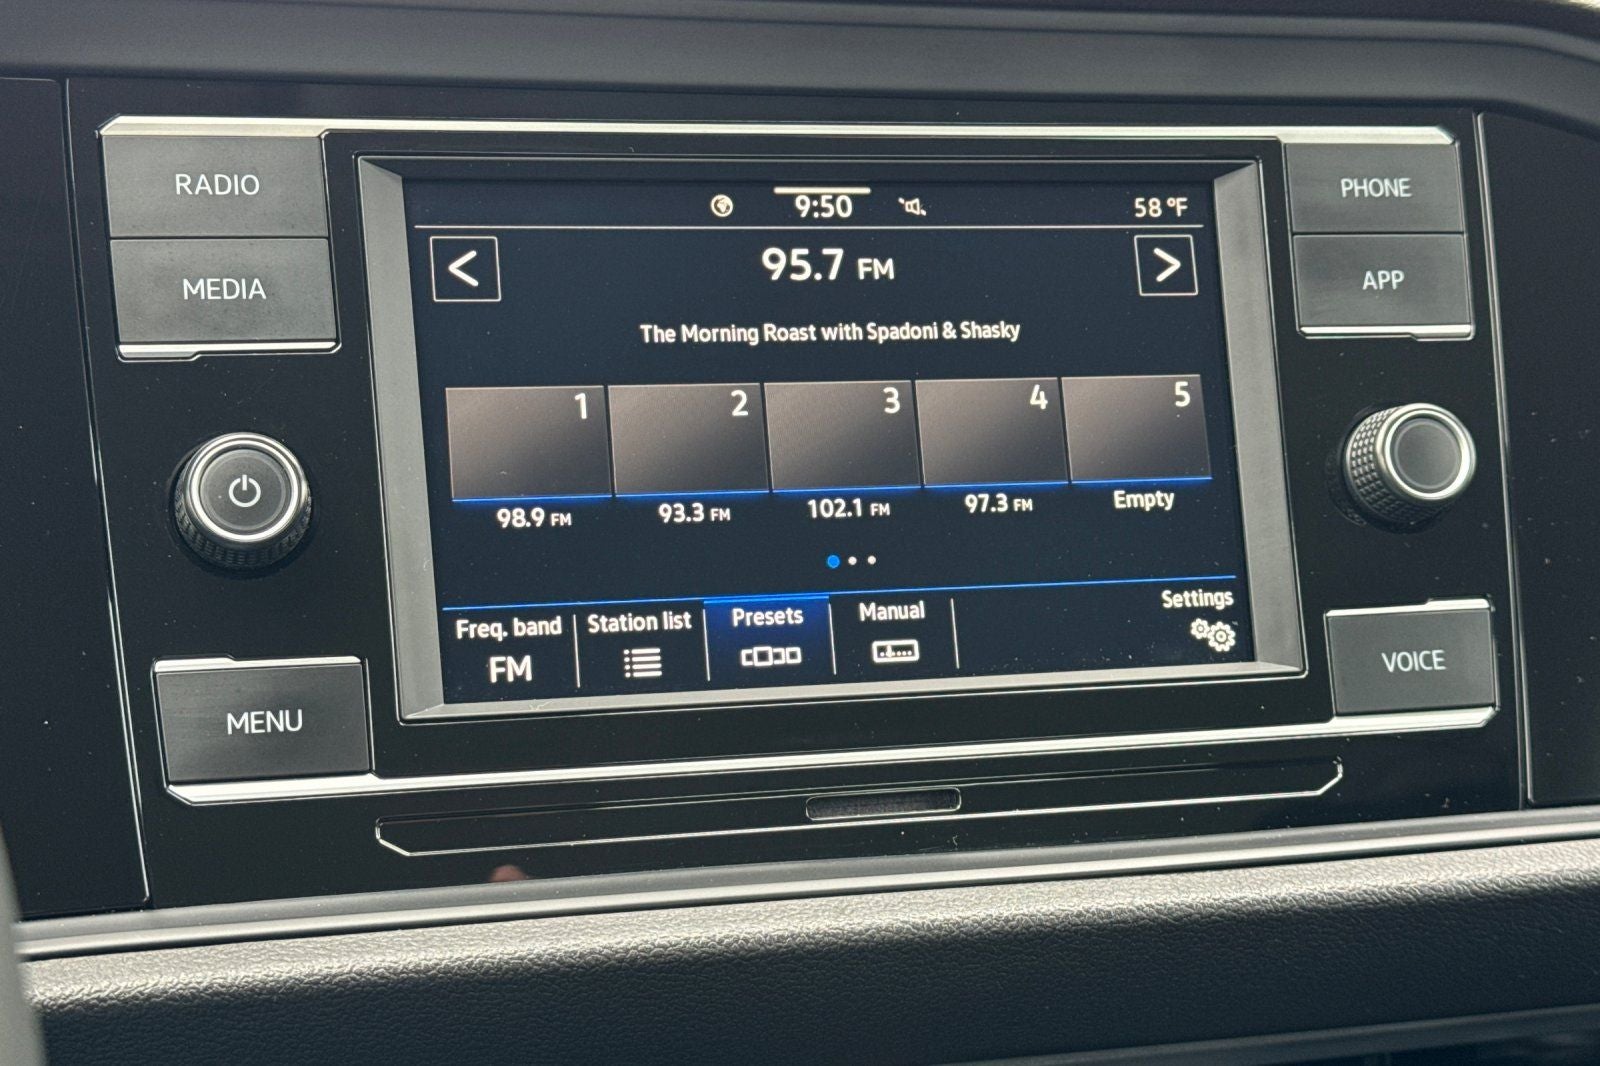 RADIO
MEDIA
MENU
PHONE
APP
VOICE
9:50
58 °F
<
95.7 FM
>
The Morning Roast with Spadoni & Shasky
1
2
3
4
5
98.9 FM
93.3 FM
102.1 FM
97.3 FM
Empty
Freq. band
FM
Station list
Presets
Manual
Settings